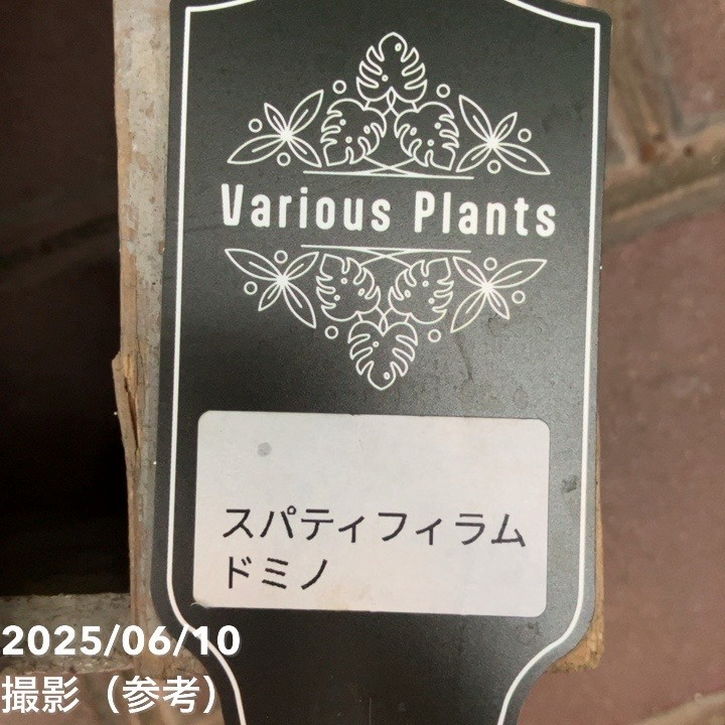 Various Plants
スパティフィラム
ドミノ
2025/06/10
撮影（参考）